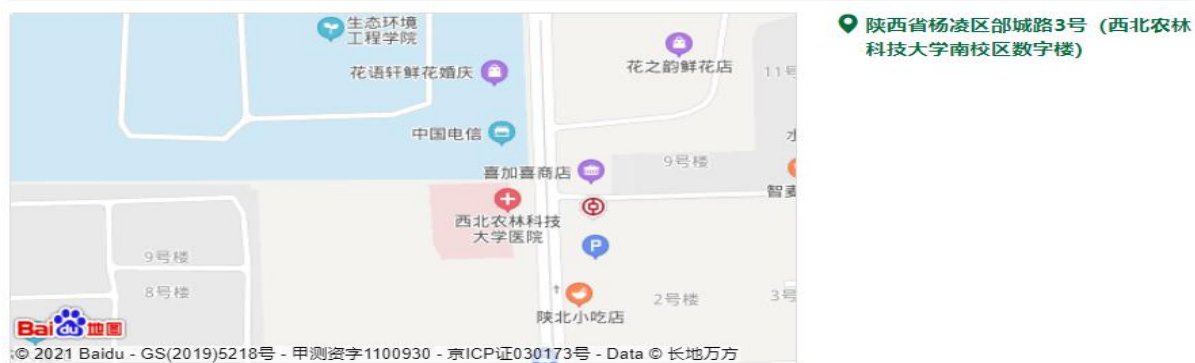 生态环境
工程学院
花语轩鲜花婚庆
花之韵鲜花店
11号
中国电信
喜加喜商店
9号楼
智麦
西北农林科技
大学医院
P
9号楼
8号楼
陕北小吃店
2号楼
3号
Bai du 地图
© 2021 Baidu - GS(2019)5218号 - 甲测资字1100930 - 京ICP证030173号 - Data © 长地万方
陕西省杨凌区邰城路3号（西北农林
科技大学南校区数字楼）